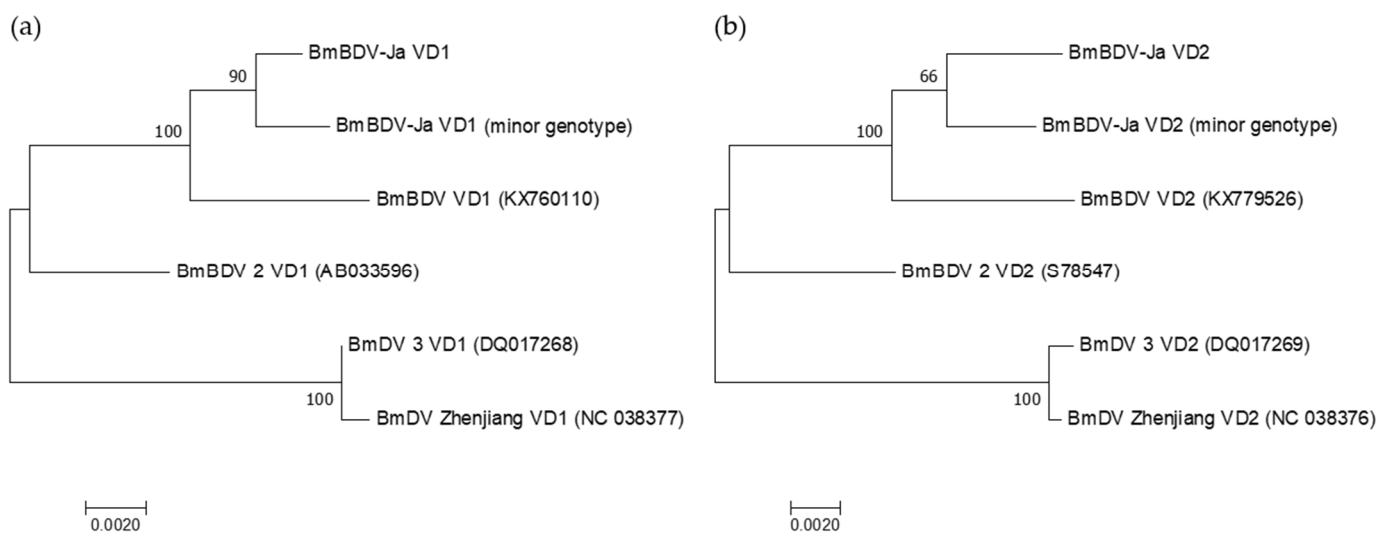 (a)
BmBDV-Ja VD1
90
BmBDV-Ja VD1 (minor genotype)
100
BmBDV VD1 (KX760110)
BmBDV 2 VD1 (AB033596)
BmDV 3 VD1 (DQ017268)
100
BmDV Zhenjiang VD1 (NC 038377)
0.0020
(b)
BmBDV-Ja VD2
66
BmBDV-Ja VD2 (minor genotype)
100
BmBDV VD2 (KX779526)
BmBDV 2 VD2 (S78547)
BmDV 3 VD2 (DQ017269)
100
BmDV Zhenjiang VD2 (NC 038376)
0.0020